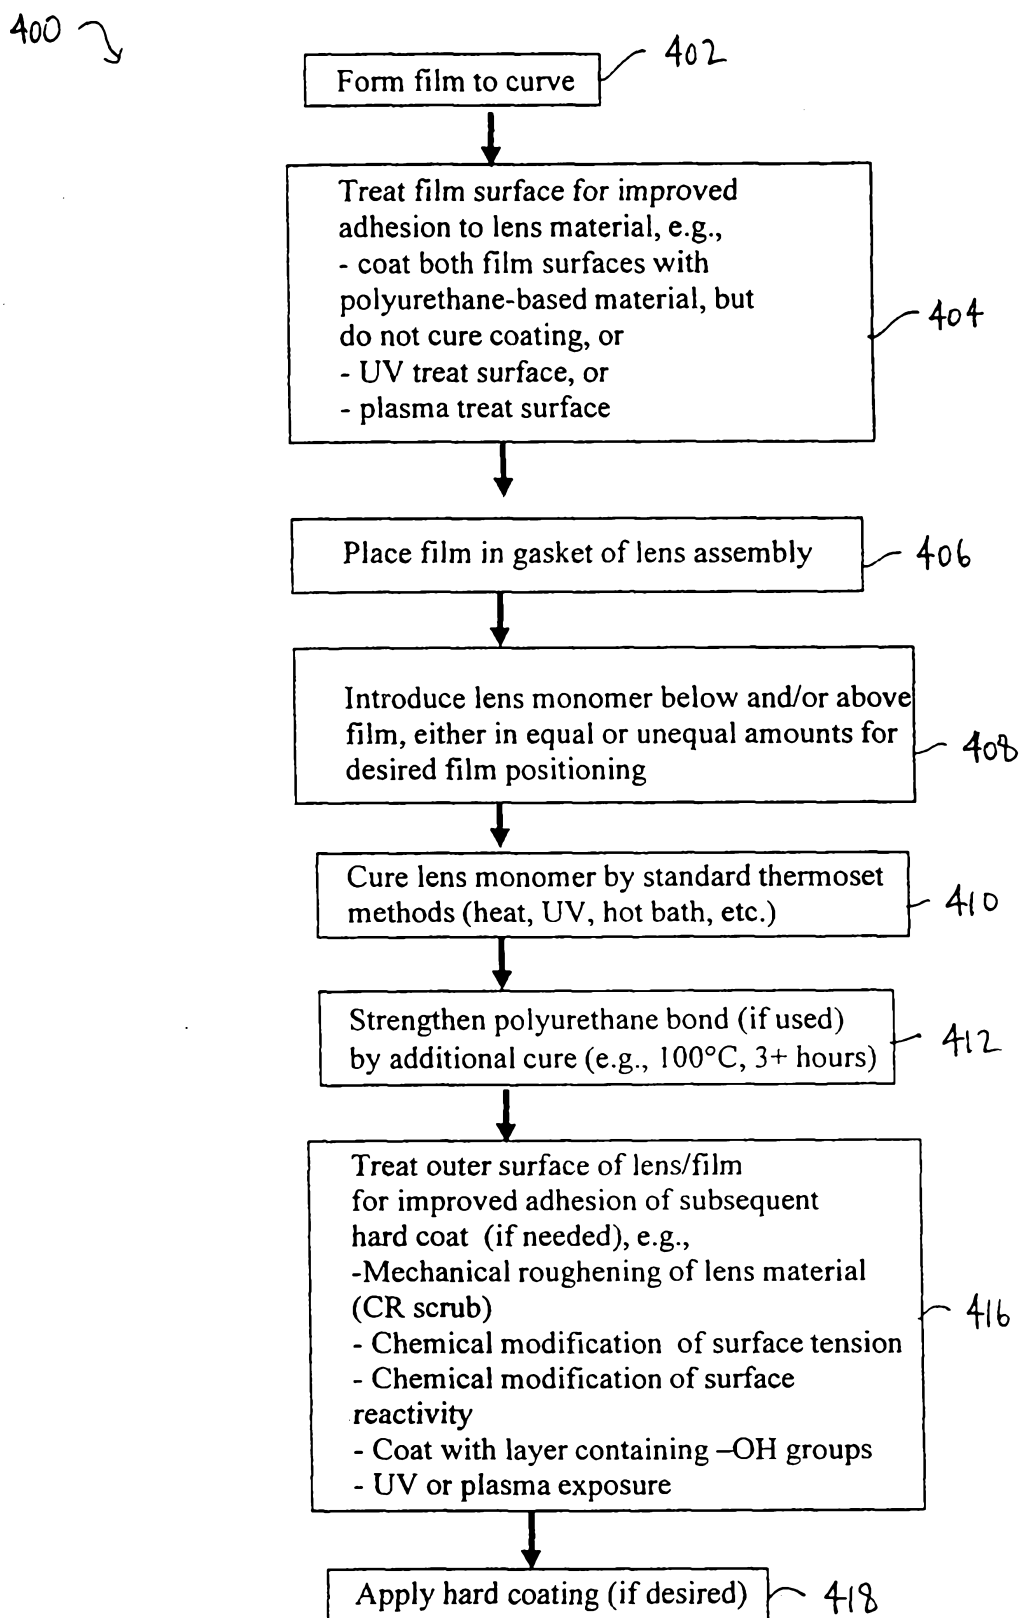 400
402
Form film to curve
Treat film surface for improved
adhesion to lens material, e.g.,
- coat both film surfaces with
polyurethane-based material, but
do not cure coating, or
- UV treat surface, or
- plasma treat surface
404
Place film in gasket of lens assembly
406
Introduce lens monomer below and/or above
film, either in equal or unequal amounts for
desired film positioning
408
Cure lens monomer by standard thermoset
methods (heat, UV, hot bath, etc.)
410
Strengthen polyurethane bond (if used)
by additional cure (e.g., 100°C, 3+ hours)
412
Treat outer surface of lens/film
for improved adhesion of subsequent
hard coat (if needed), e.g.,
-Mechanical roughening of lens material
(CR scrub)
- Chemical modification of surface tension
- Chemical modification of surface
reactivity
- Coat with layer containing –OH groups
- UV or plasma exposure
416
Apply hard coating (if desired)
418